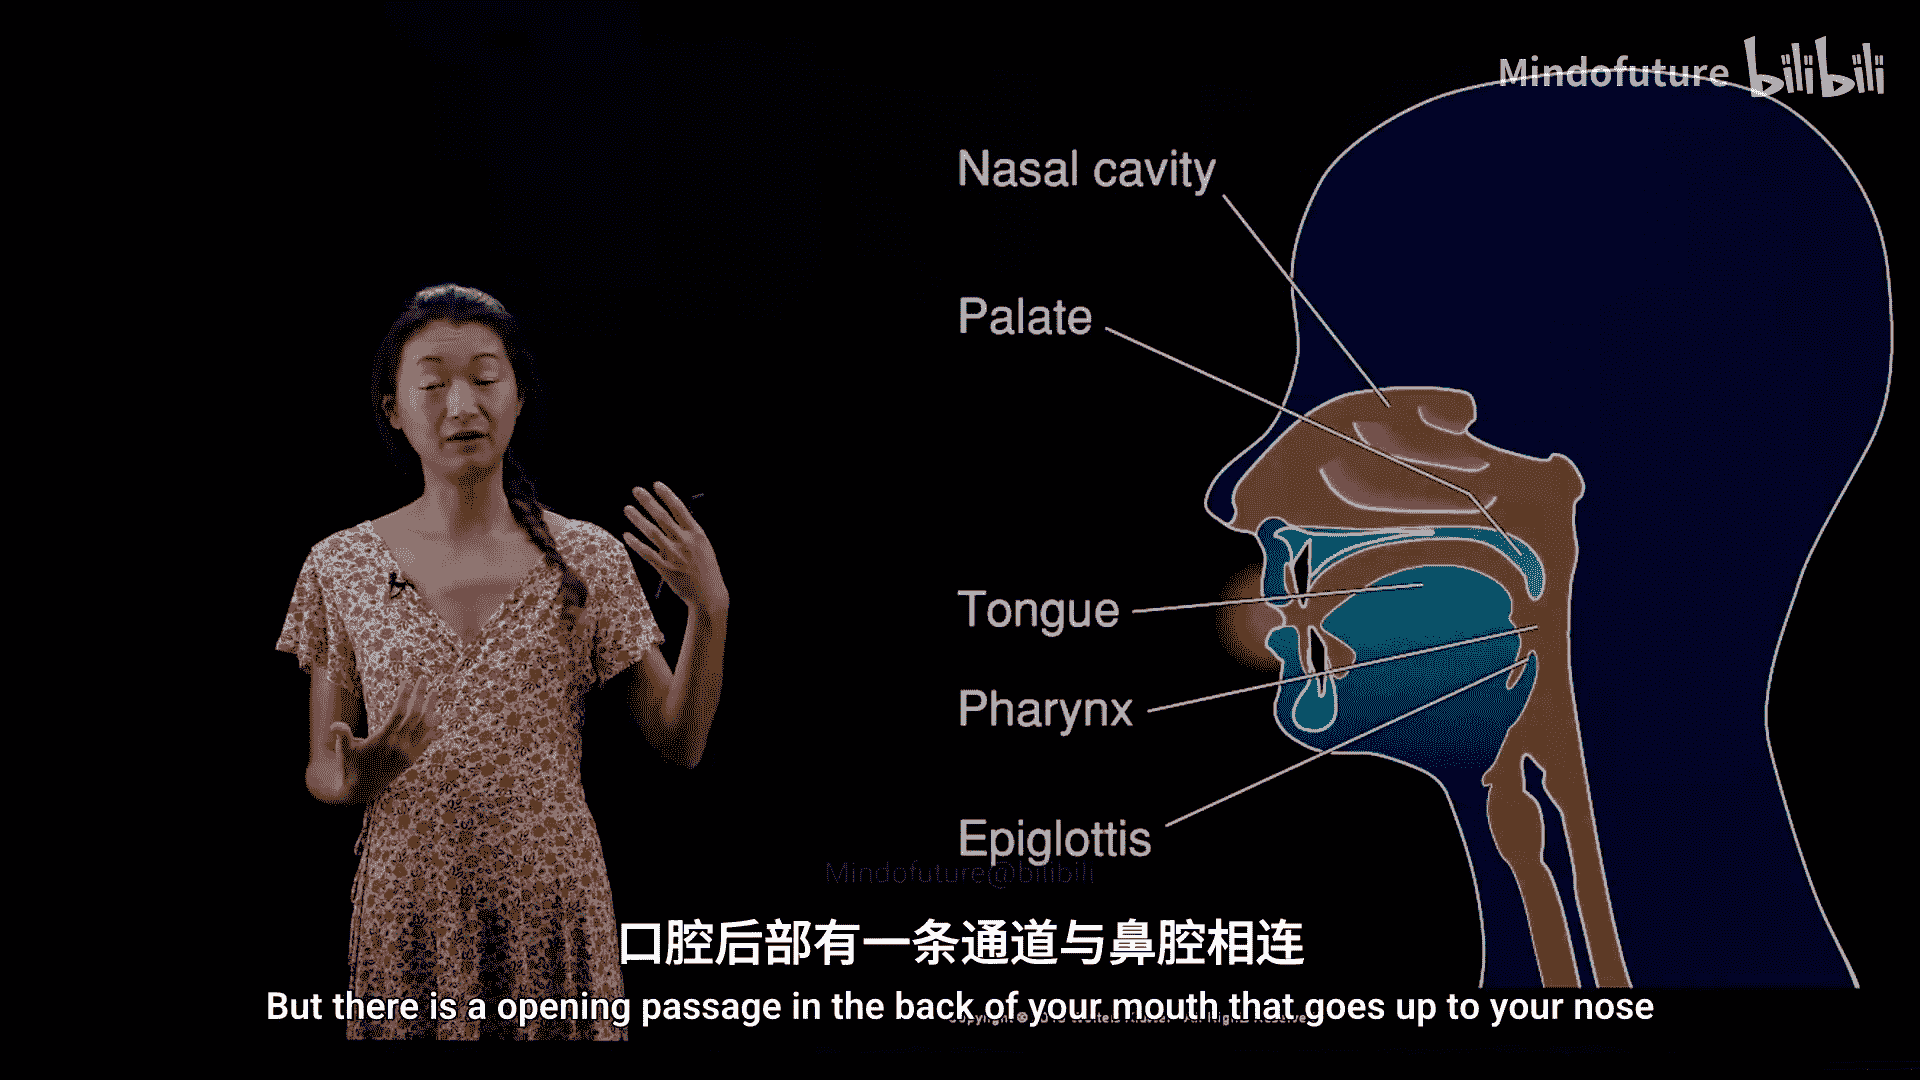 Mindofuture bilibili
Nasal cavity
Palate
Tongue
Pharynx
Epiglottis
Mindofuture@bilibili
口腔后部有一条通道与鼻腔相连
But there is a opening passage in the back of your mouth that goes up to your nose